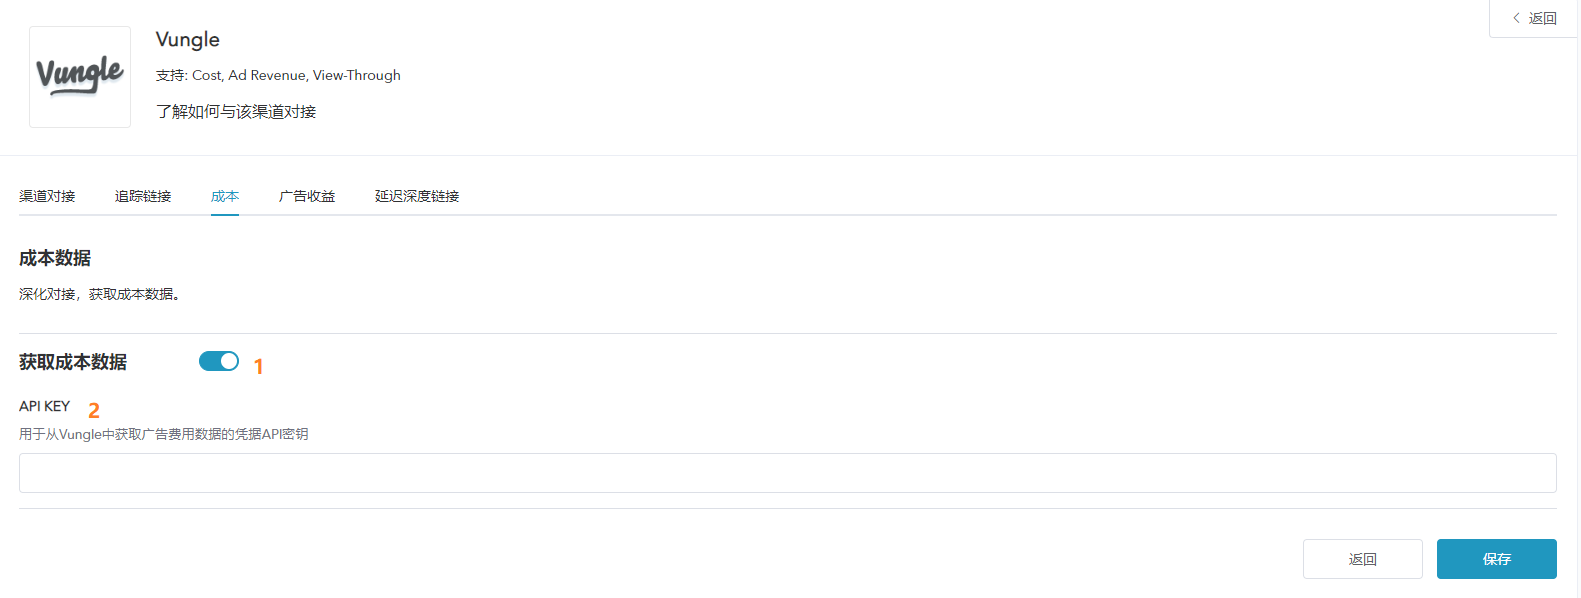 Vungle
Vungle
返回
支持: Cost, Ad Revenue, View-Through
了解如何与该渠道对接
渠道对接 追踪链接 成本 广告收益 延迟深度链接
成本数据
深化对接，获取成本数据。
获取成本数据 1
API KEY 2
用于从Vungle中获取广告费用数据的凭据API密钥
返回 保存